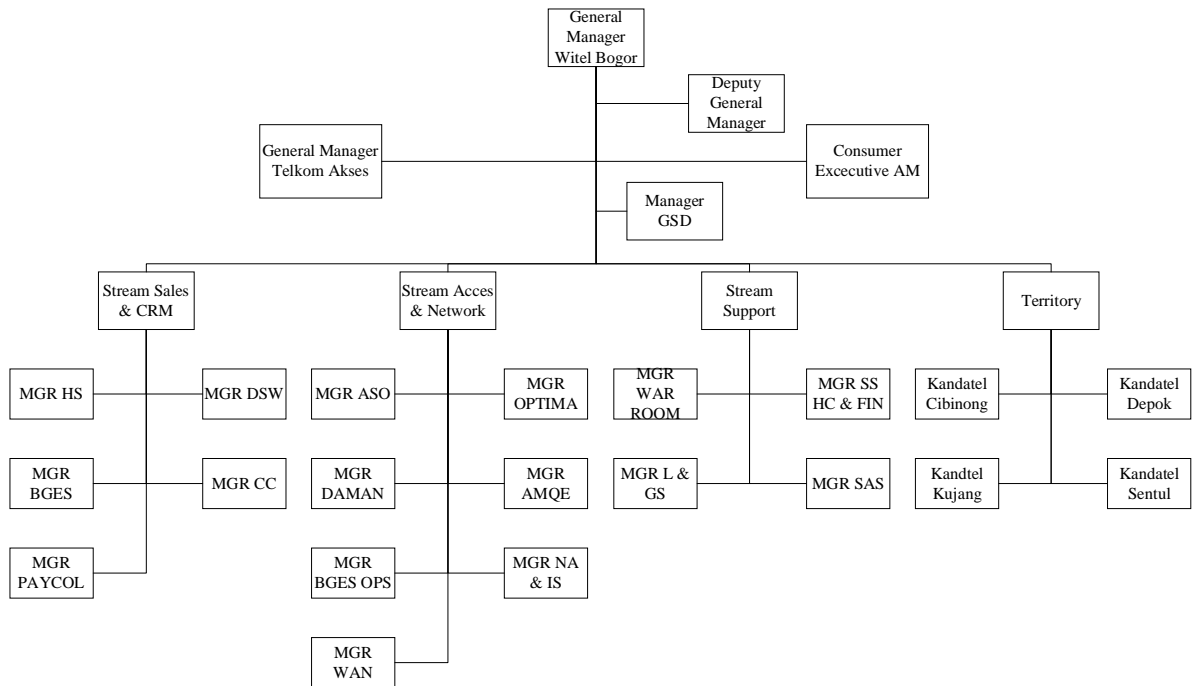 General
Manager
Witel Bogor
Deputy
General
Manager
General Manager
Telkom Akses
Consumer
Excecutive AM
Manager
GSD
Stream Sales
& CRM
Stream Acces
& Network
Stream
Support
Territory
MGR HS
MGR DSW
MGR ASO
MGR
OPTIMA
MGR
WAR
ROOM
MGR SS
HC & FIN
Kandatel
Cibinong
Kandatel
Depok
MGR
BGES
MGR CC
MGR
DAMAN
MGR
AMQE
MGR L &
GS
MGR SAS
Kandtel
Kujang
Kandatel
Sentul
MGR
PAYCOL
MGR
BGES OPS
MGR NA
& IS
MGR
WAN